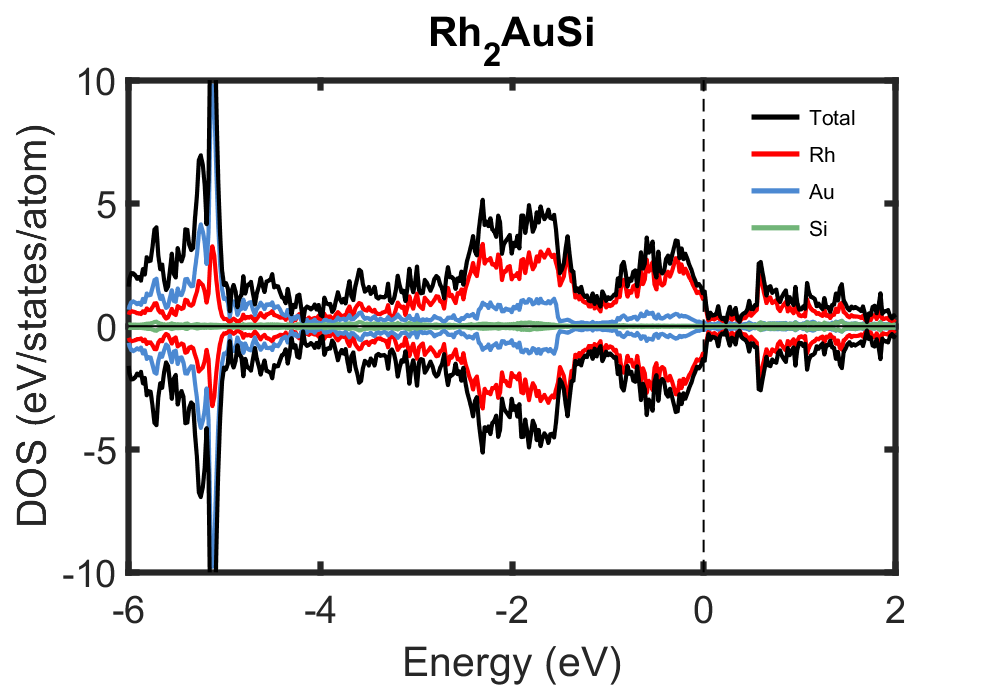 Rh2AuSi
10
5
0
-5
-10
DOS (eV/states/atom)
-6
-4
-2
0
2
Energy (eV)
Total
Rh
Au
Si